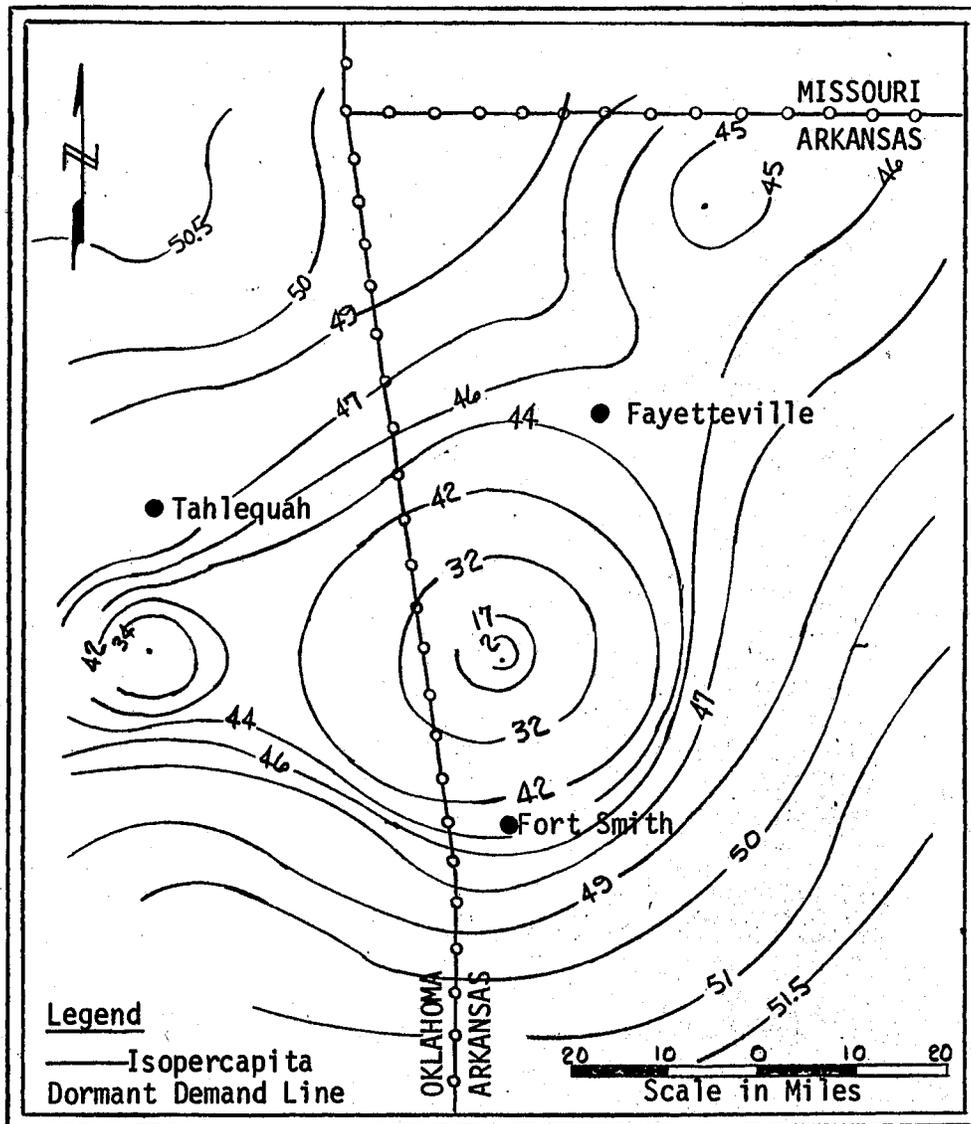 MISSOURI
ARKANSAS
N
45
45
46
50.5
50
49
47
46
44
Fayetteville
42
Tahlequah
32
17
2
42
34
47
32
44
46
42
Fort Smith
50
49
51
51.5
OKLAHOMA
ARKANSAS
Legend
Isopercapita
Dormant Demand Line
20 10 0 10 20
Scale in Miles